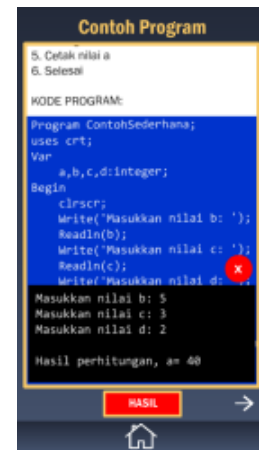 Contoh Program
5. Cetak nilai a
6. Selesai
KODE PROGRAM:
Program ContohSederhana;
uses crt;
Var
a,b,c,d:integer;
Begin
clrscr;
Write('Masukkan nilai b: ');
Readln(b);
Write('Masukkan nilai c: ');
Readln(c);
Write('Masukkan nilai d: ');
X
Masukkan nilai b: 5
Masukkan nilai c: 3
Masukkan nilai d: 2
Hasil perhitungan, a= 40
HASIL